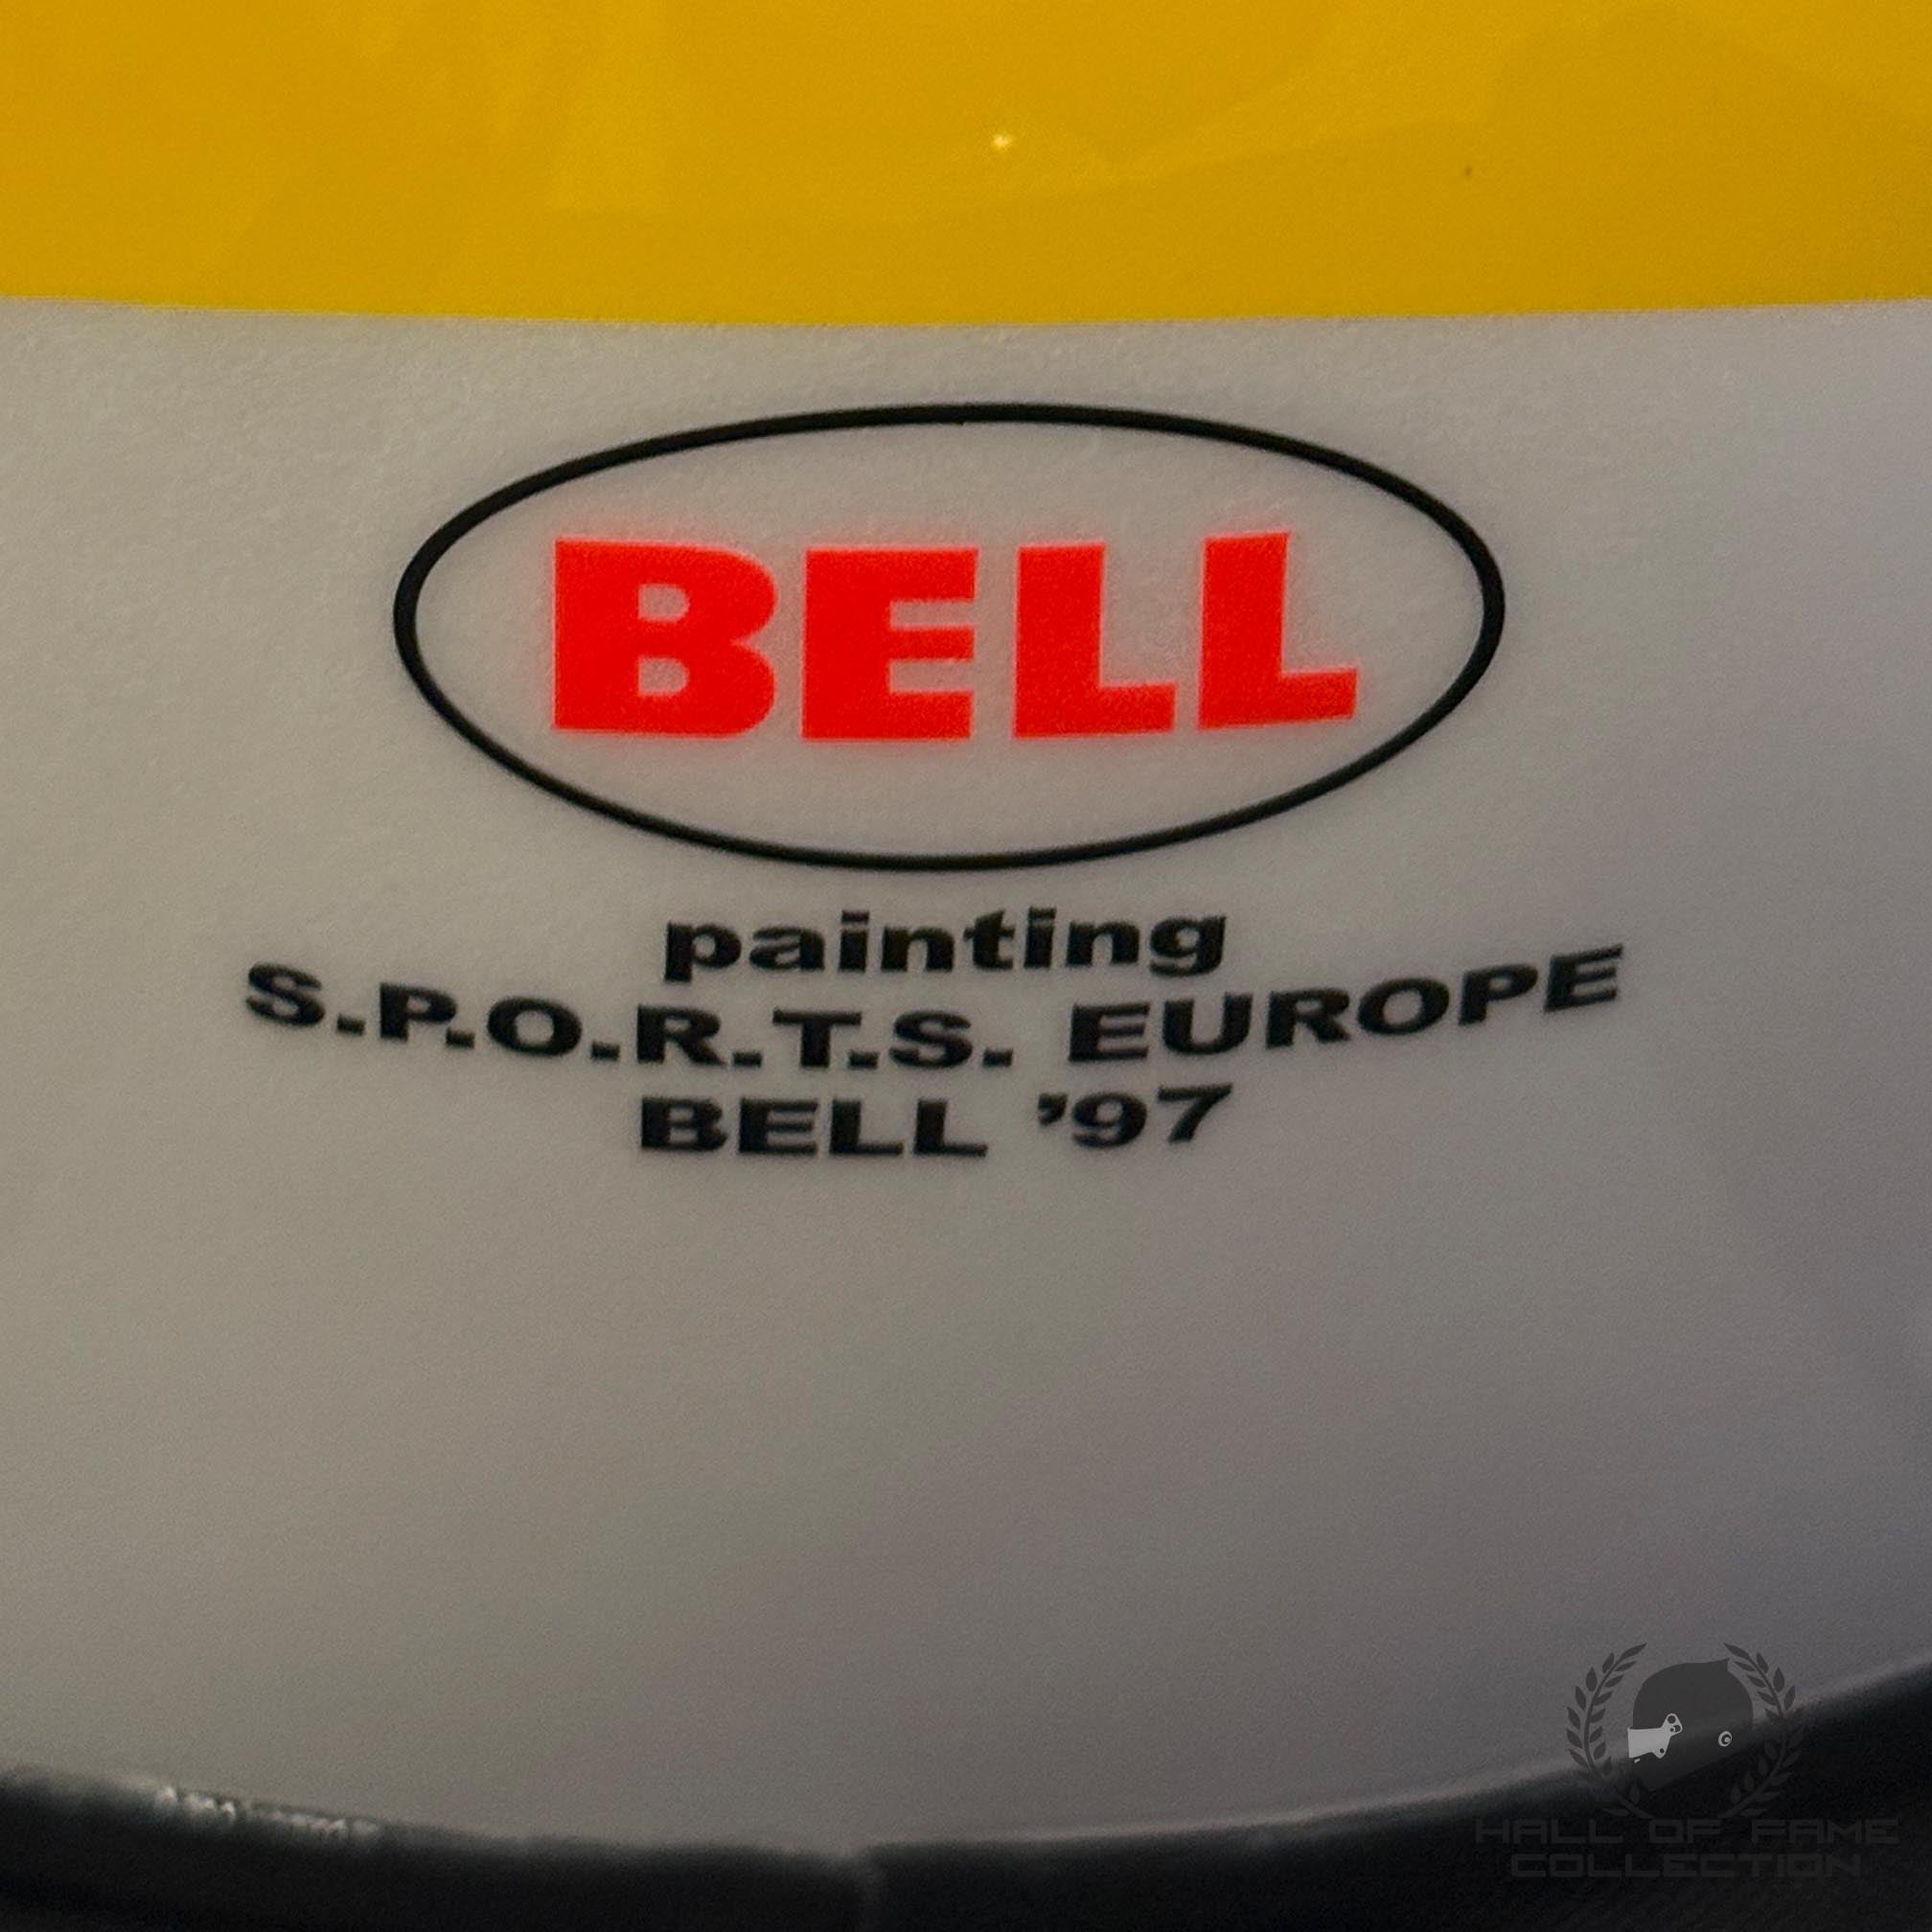 BELL
painting
S.P.O.R.T.S. EUROPE
BELL ’97
HALL OF FAME
COLLECTION